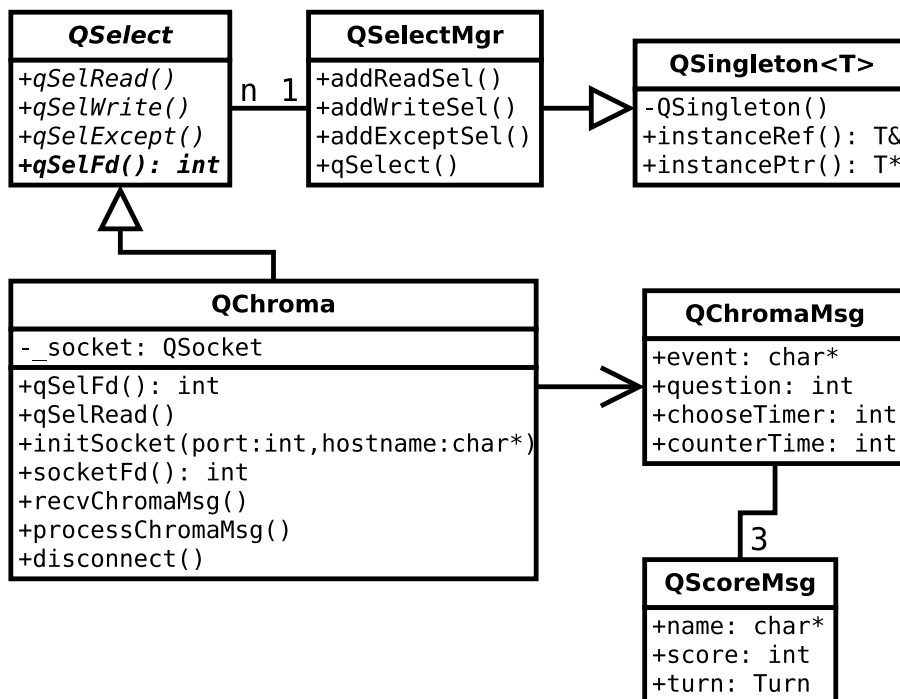 QSelect
+qSelRead()
+qSelWrite()
+qSelExcept()
+qSelFd(): int
n 1
QSelectMgr
+addReadSel()
+addWriteSel()
+addExceptSel()
+qSelect()
QSingleton<T>
-QSingleton()
+instanceRef(): T&
+instancePtr(): T*
QChroma
-_socket: QSocket
+qSelFd(): int
+qSelRead()
+initSocket(port:int,hostname:char*)
+socketFd(): int
+recvChromaMsg()
+processChromaMsg()
+disconnect()
QChromaMsg
+event: char*
+question: int
+chooseTimer: int
+counterTime: int
3
QScoreMsg
+name: char*
+score: int
+turn: Turn